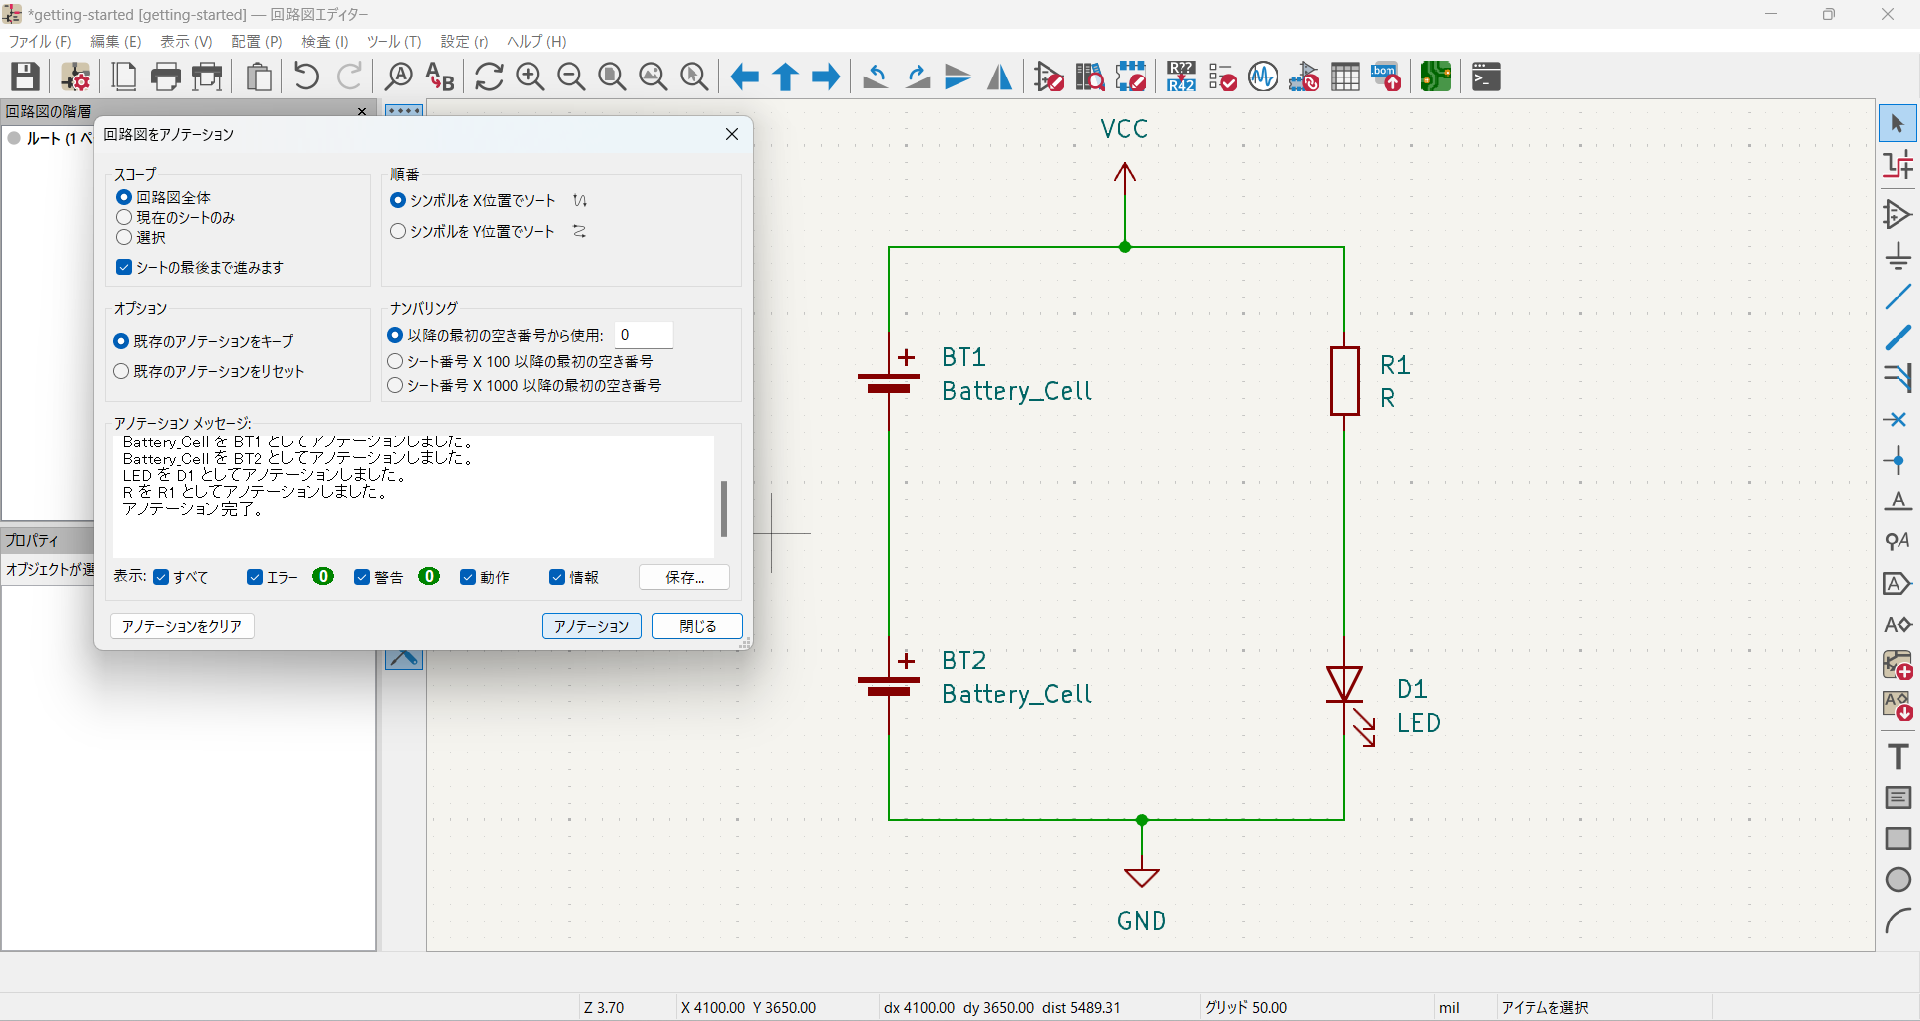 *getting-started [getting-started] — 回路図エディター
ファイル (F) 編集 (E) 表示 (V) 配置 (P) 検査 (I) ツール (T) 設定 (r) ヘルプ (H)
回路図の階層
ルート (1 ペ
回路図をアノテーション
スコープ
回路図全体
現在のシートのみ
選択
シートの最後まで進みます
順番
シンボルを X位置でソート
シンボルを Y位置でソート
オプション
既存のアノテーションをキープ
既存のアノテーションをリセット
ナンバリング
以降の最初の空き番号から使用: 0
シート番号 X 100 以降の最初の空き番号
シート番号 X 1000 以降の最初の空き番号
アノテーション メッセージ:
Battery_Cell を BT1 としてアノテーションしました。
Battery_Cell を BT2 としてアノテーションしました。
LED を D1 としてアノテーションしました。
R を R1 としてアノテーションしました。
アノテーション完了。
表示: すべて エラー 0 警告 0 動作 情報 保存...
アノテーションをクリア アノテーション 閉じる
プロパティ
オブジェクトが選
VCC
BT1
Battery_Cell
R1
R
BT2
Battery_Cell
D1
LED
GND
Z 3.70 X 4100.00 Y 3650.00 dx 4100.00 dy 3650.00 dist 5489.31 グリッド 50.00 mil アイテムを選択